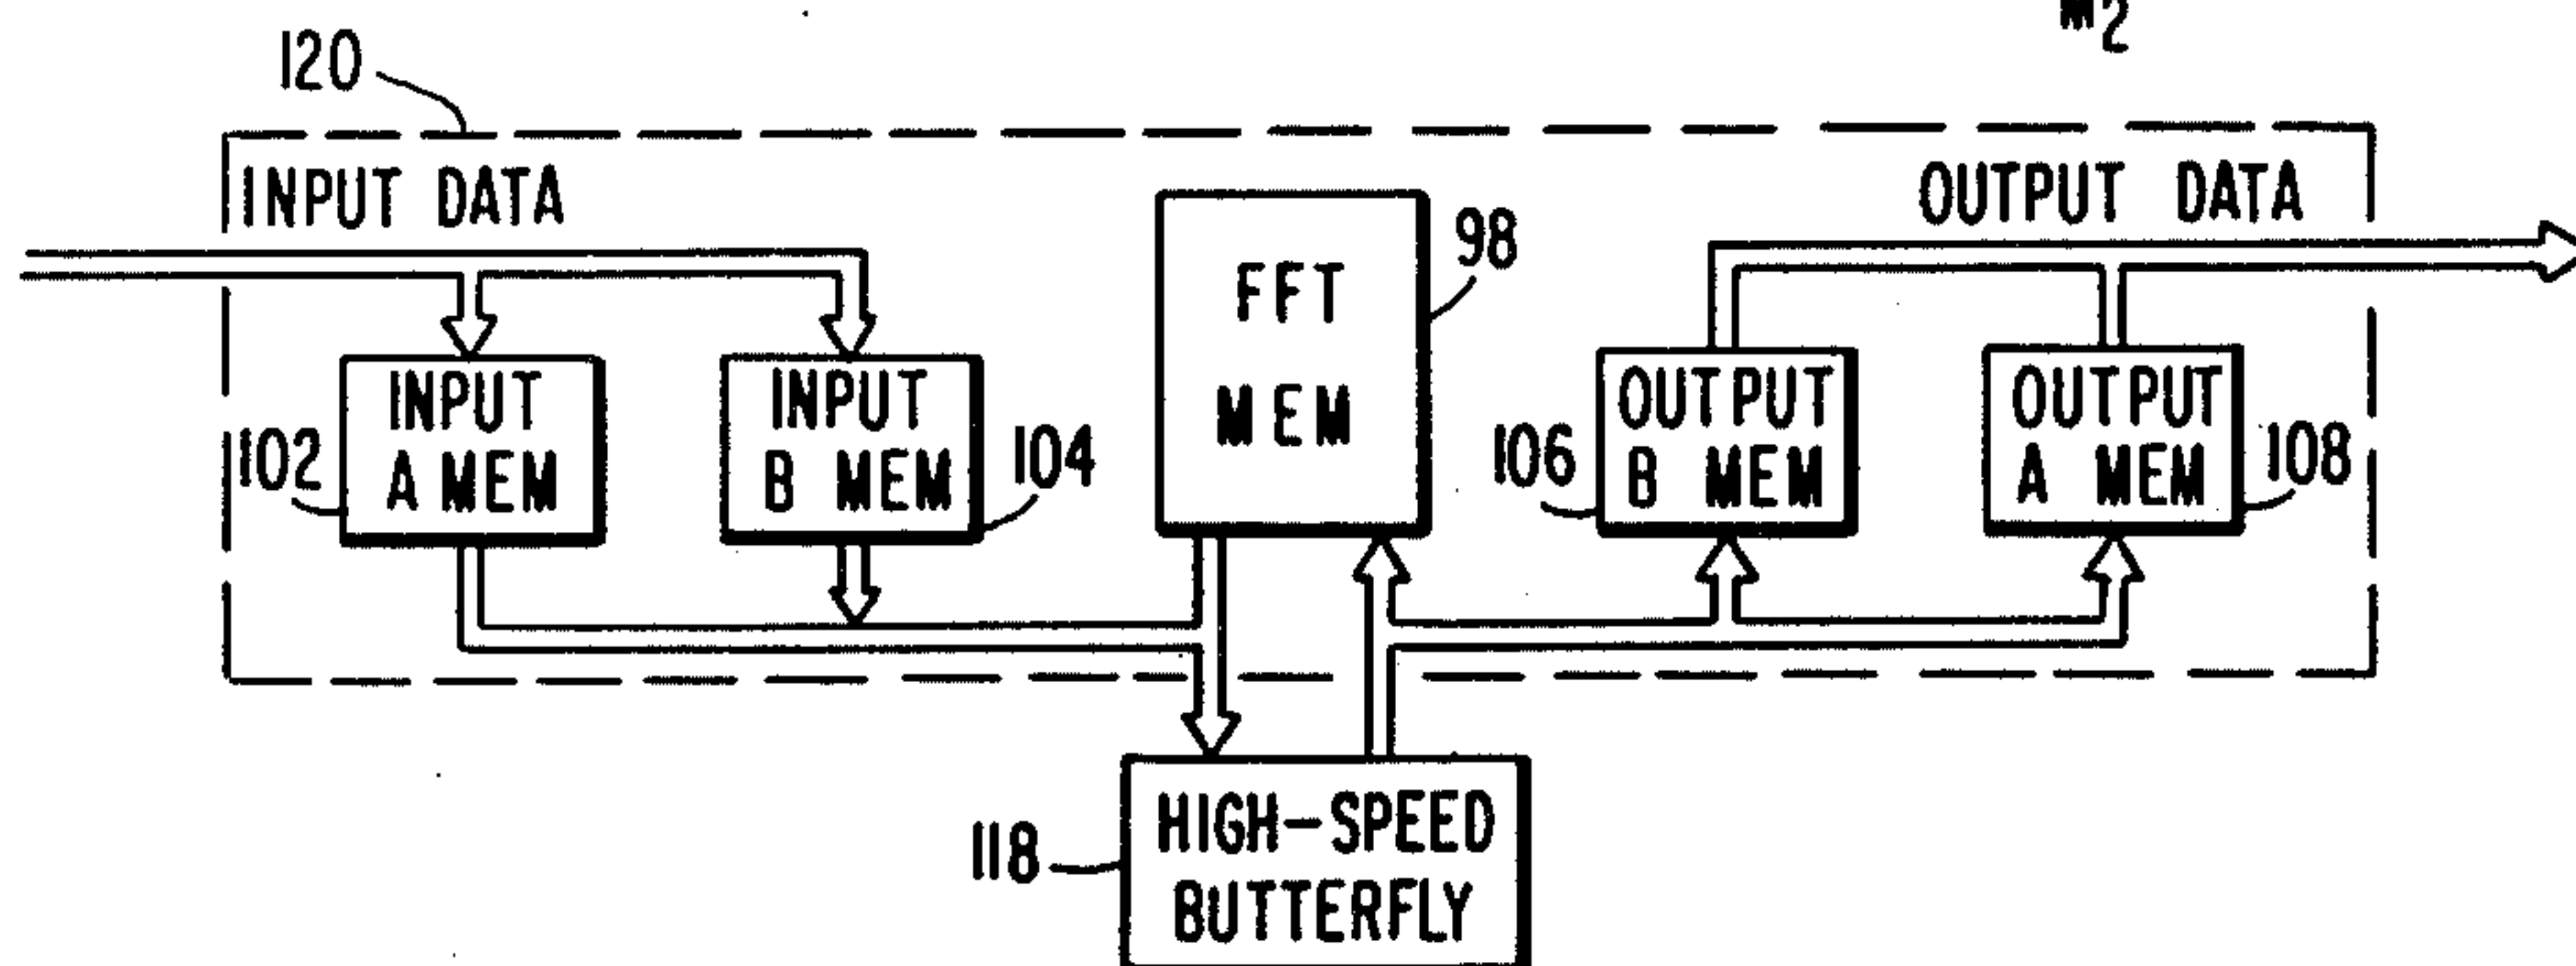 M2
120
INPUT DATA
OUTPUT DATA
FFT
MEM
98
INPUT
A MEM
102
INPUT
B MEM
104
106
OUTPUT
B MEM
OUTPUT
A MEM
108
118
HIGH-SPEED
BUTTERFLY